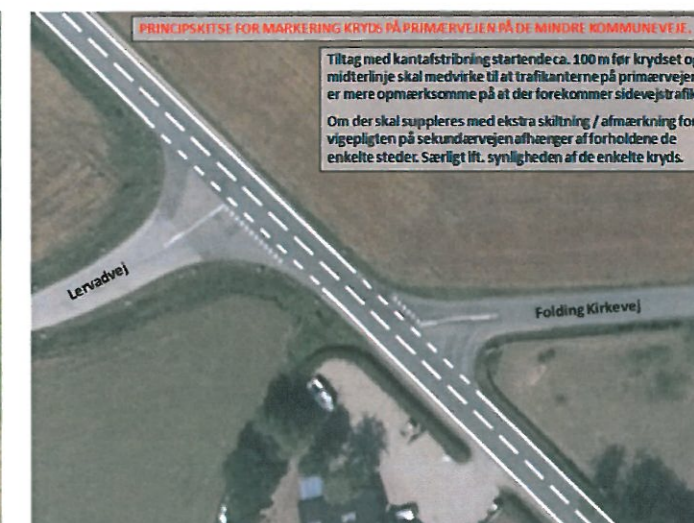 PRINCIPSKITSE FOR MARKERING KRYDS PÅ PRIMÆRVEJEN PÅ DE MINDRE KOMMUNEVEJE.
Tiltag med kantafstribning startende ca. 100 m før krydset og
midterlinje skal medvirke til at trafikanterne på primærvejen
er mere opmærksomme på at der forekommer sidevejstrafik
Om der skal suppleres med ekstra skiltning / afmærkning for
vigepligten på sekundærvejen afhænger af forholdene de
enkelte steder. Særligt ift. synligheden af de enkelte kryds.
Lervadvej
Folding Kirkevej